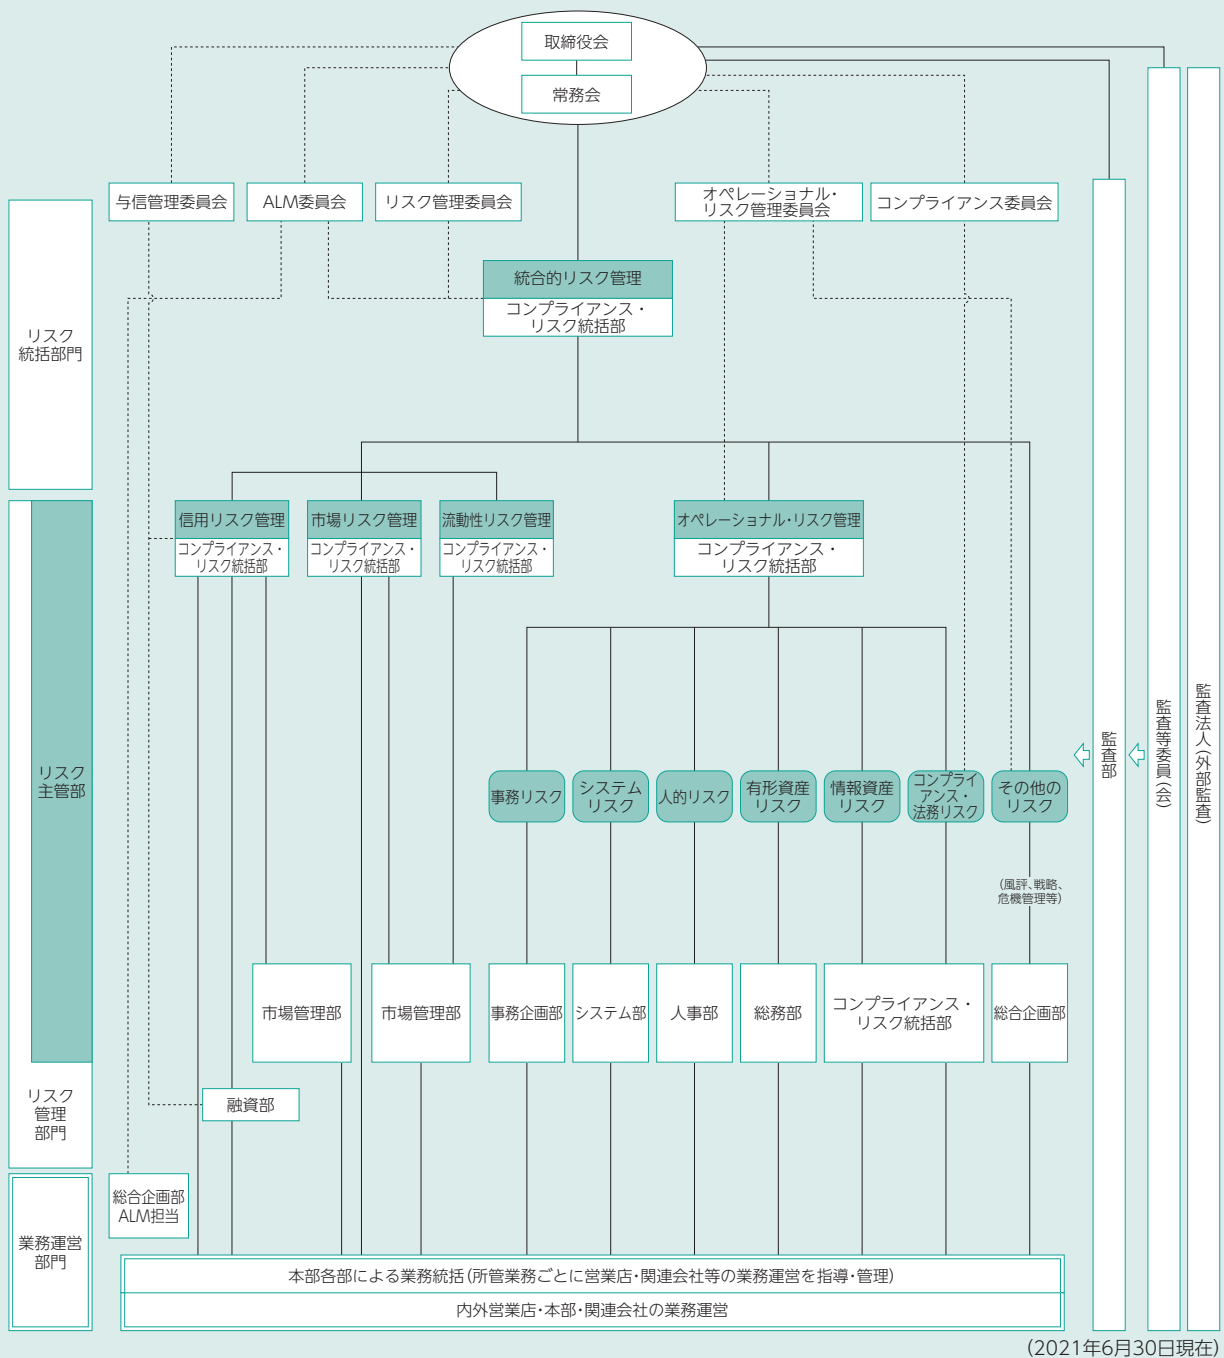 取締役会
常務会
与信管理委員会
ALM委員会
リスク管理委員会
オペレーショナル・
リスク管理委員会
コンプライアンス委員会
統合的リスク管理
コンプライアンス・
リスク統括部
リスク
統括部門
信用リスク管理
コンプライアンス・
リスク統括部
市場リスク管理
コンプライアンス・
リスク統括部
流動性リスク管理
コンプライアンス・
リスク統括部
オペレーショナル・リスク管理
コンプライアンス・
リスク統括部
リスク
主管部
事務リスク
システム
リスク
人的リスク
有形資産
リスク
情報資産
リスク
コンプライ
アンス・
法務リスク
その他の
リスク
(風評、戦略、
危機管理等)
市場管理部
市場管理部
事務企画部
システム部
人事部
総務部
コンプライアンス・
リスク統括部
総合企画部
リスク
管理
部門
融資部
総合企画部
ALM担当
業務運営
部門
本部各部による業務統括(所管業務ごとに営業店・関連会社等の業務運営を指導・管理)
内外営業店・本部・関連会社の業務運営
監査部
監査等委員(会)
監査法人(外部監査)
(2021年6月30日現在)